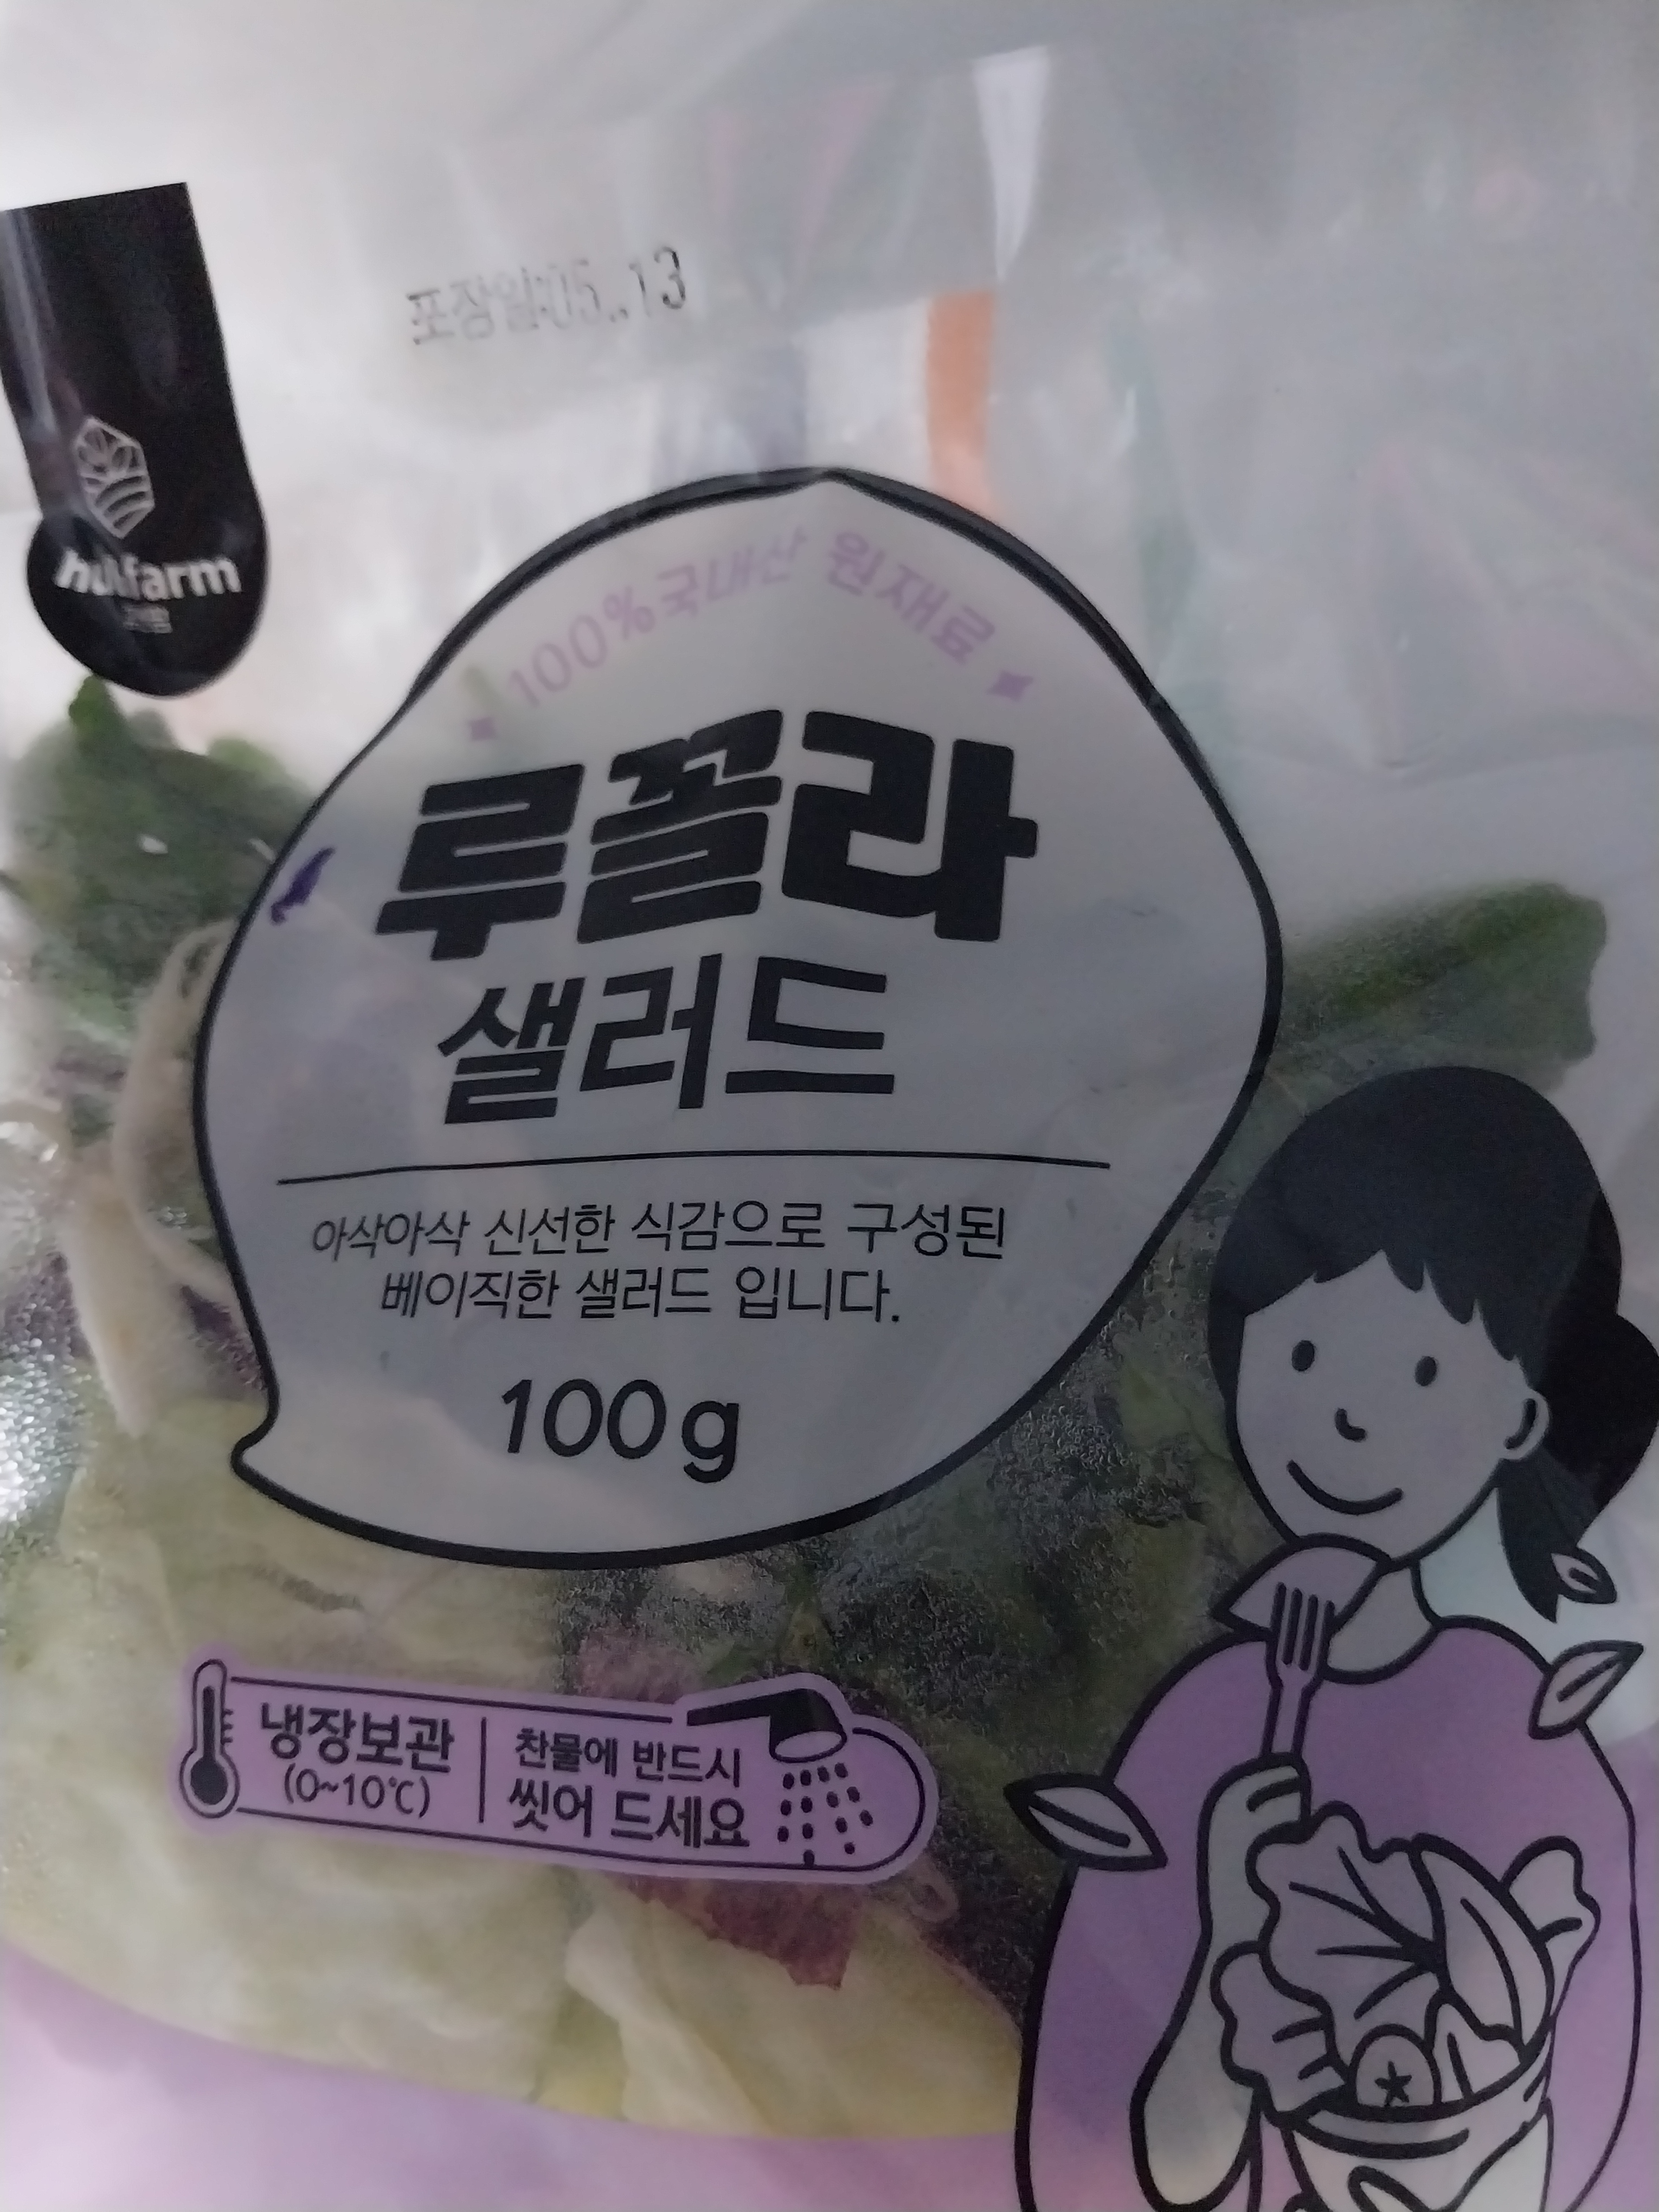 포장일:05..13
farm
100%국내산 원재료
루꼴라
샐러드
아삭아삭 신선한 식감으로 구성된
베이직한 샐러드 입니다.
100g
냉장보관
(0~10℃)
찬물에 반드시
씻어 드세요